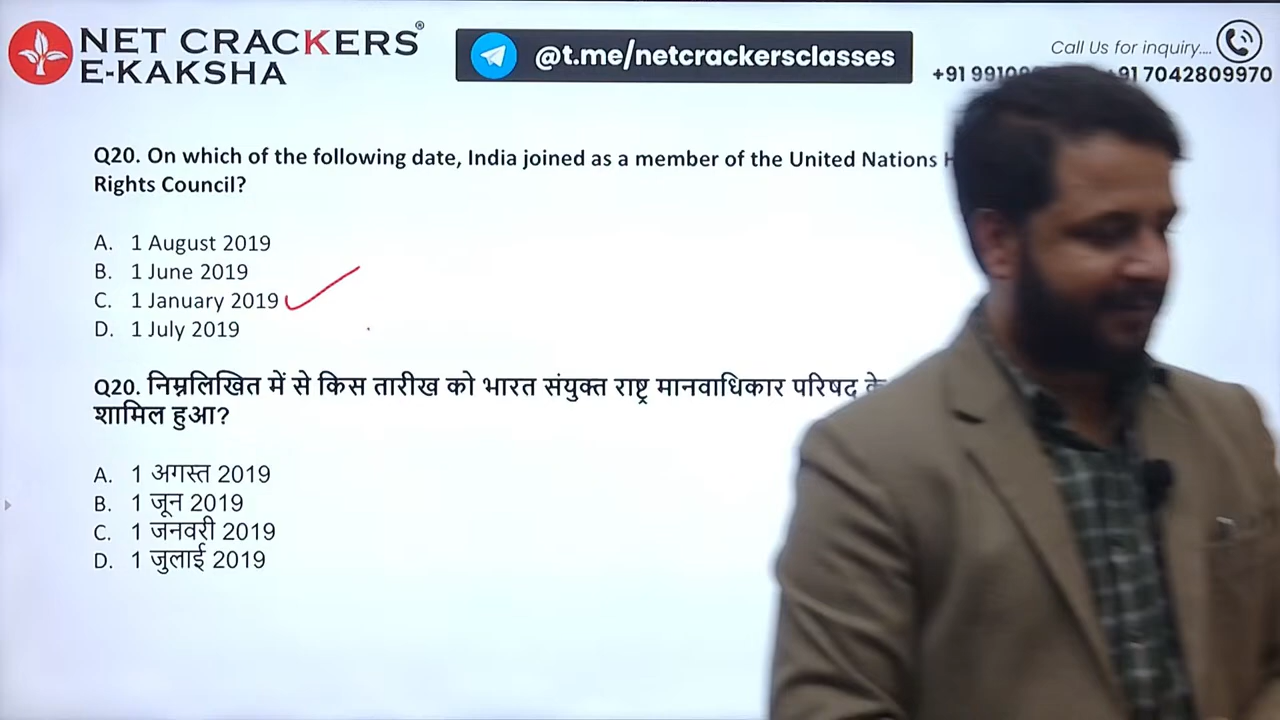 NET CRACKERS®
E-KAKSHA
@t.me/netcrackersclasses
Call Us for inquiry....
+91 7042809970
Q20. On which of the following date, India joined as a member of the United Nations
Rights Council?
A. 1 August 2019
B. 1 June 2019
C. 1 January 2019
D. 1 July 2019
Q20. निम्नलिखित में से किस तारीख को भारत संयुक्त राष्ट्र मानवाधिकार परिषद के
शामिल हुआ?
A. 1 अगस्त 2019
B. 1 जून 2019
C. 1 जनवरी 2019
D. 1 जुलाई 2019